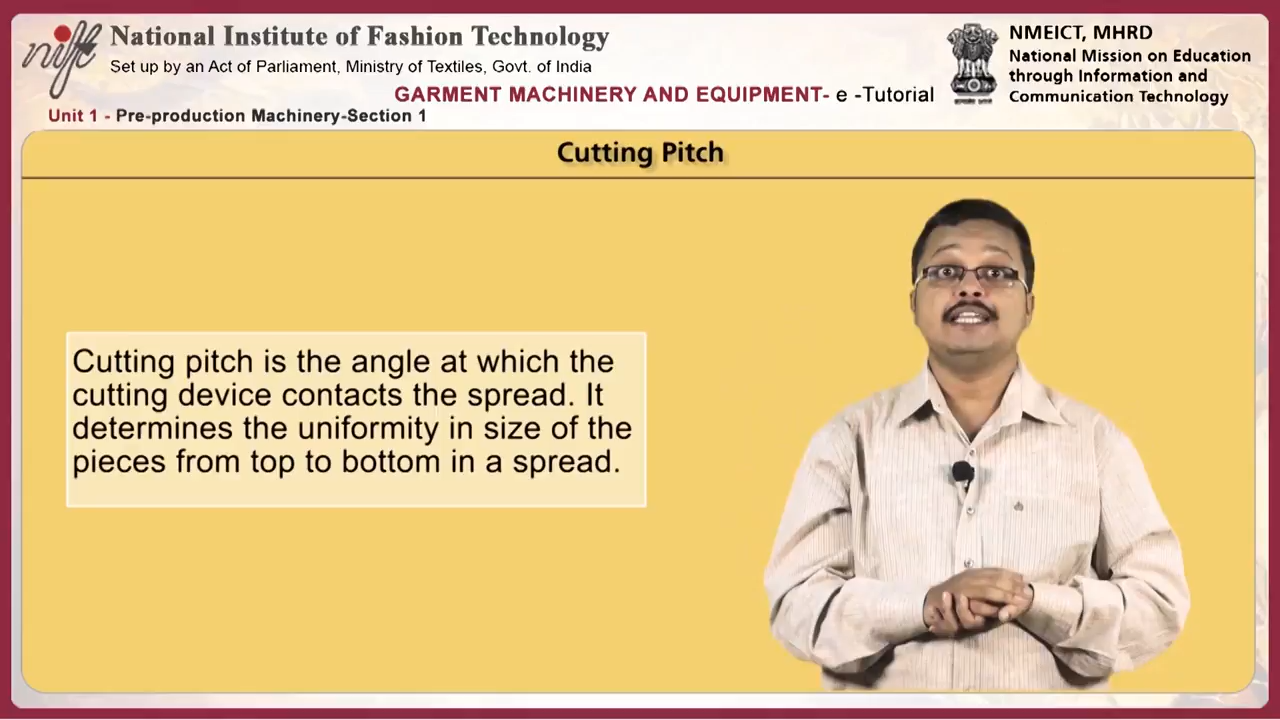 nift
National Institute of Fashion Technology
Set up by an Act of Parliament, Ministry of Textiles, Govt. of India
GARMENT MACHINERY AND EQUIPMENT- e -Tutorial
Unit 1 - Pre-production Machinery-Section 1
NMEICT, MHRD
National Mission on Education
through Information and
Communication Technology
Cutting Pitch
Cutting pitch is the angle at which the
cutting device contacts the spread. It
determines the uniformity in size of the
pieces from top to bottom in a spread.